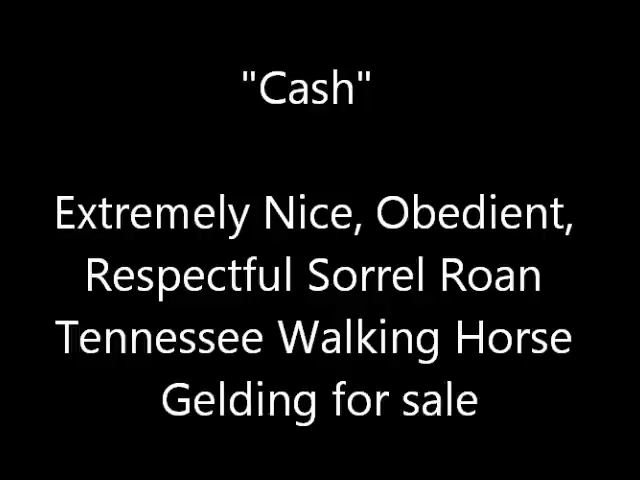 "Cash"
Extremely Nice, Obedient,
Respectful Sorrel Roan
Tennessee Walking Horse
Gelding for sale